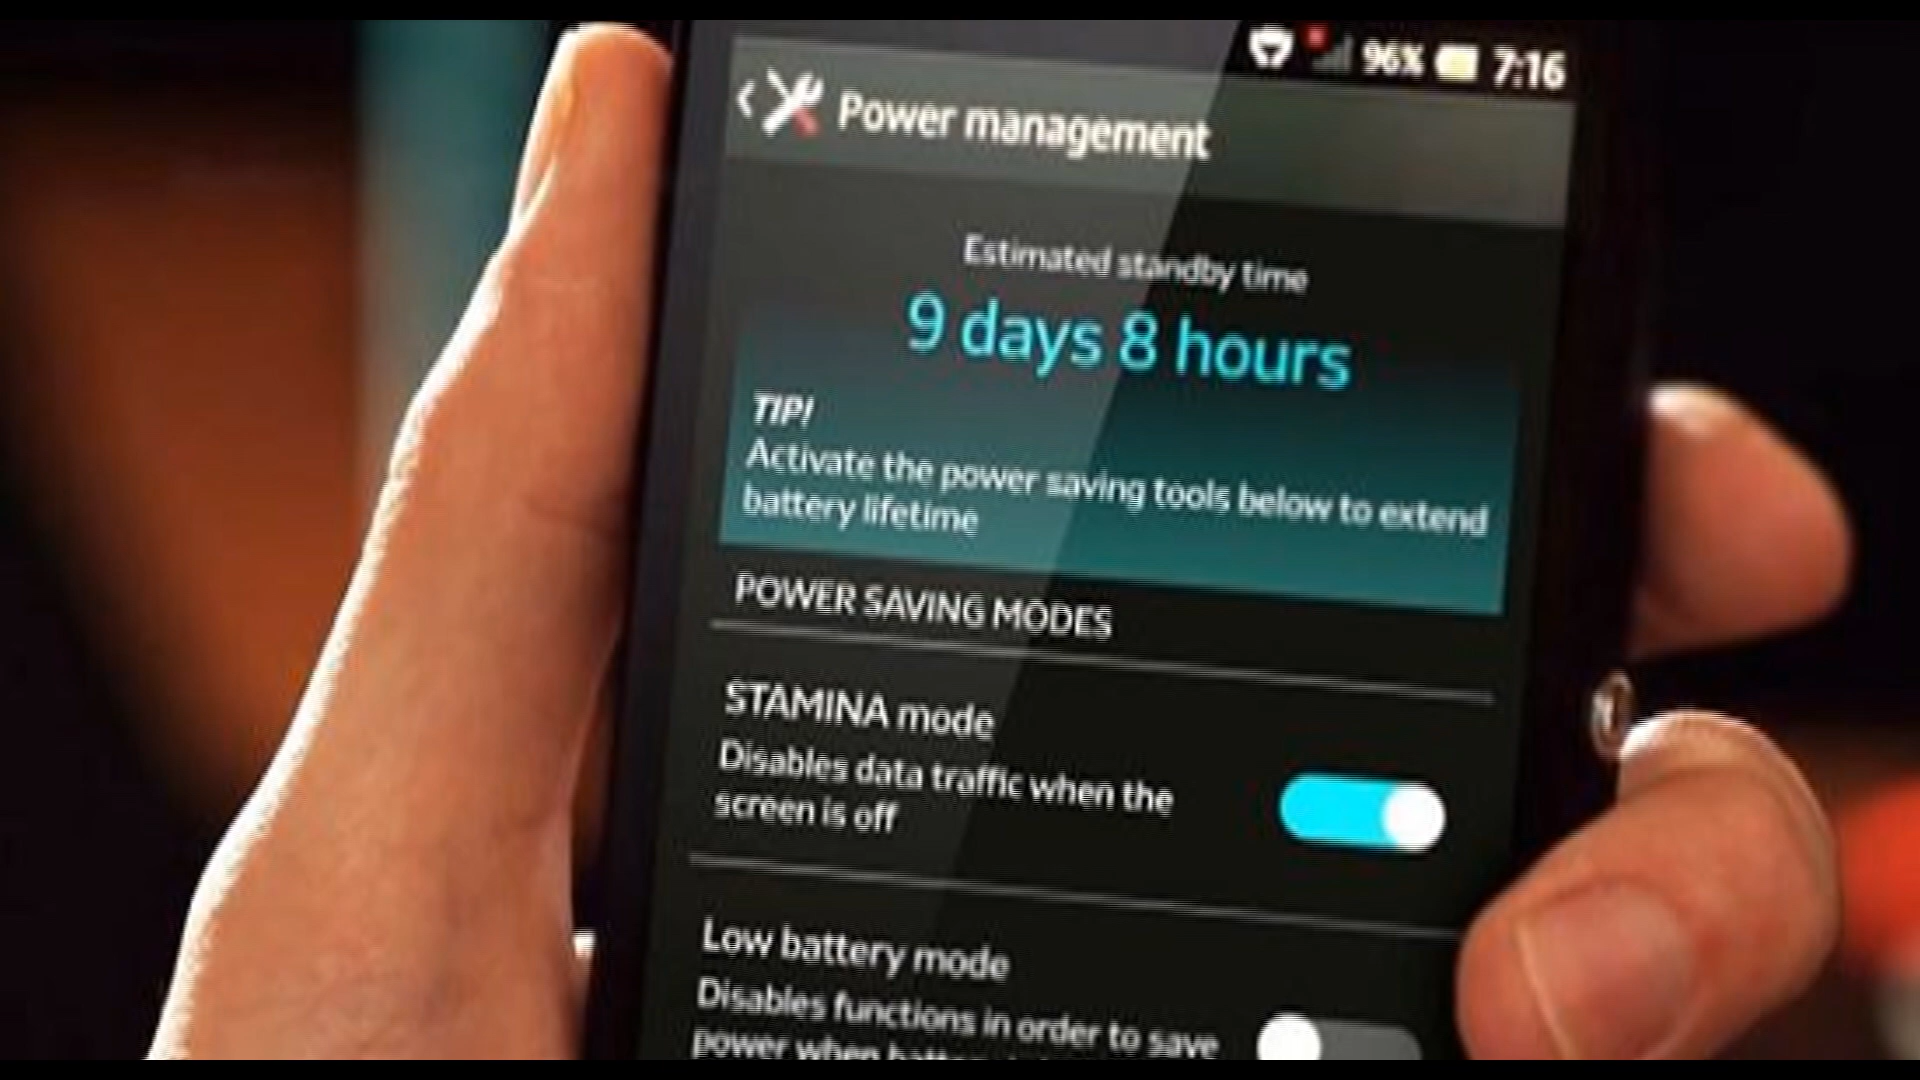 96% 7:16
Power management
Estimated standby time
9 days 8 hours
TIP!
Activate the power saving tools below to extend
battery lifetime
POWER SAVING MODES
STAMINA mode
Disables data traffic when the
screen is off
Low battery mode
Disables functions in order to save
power when